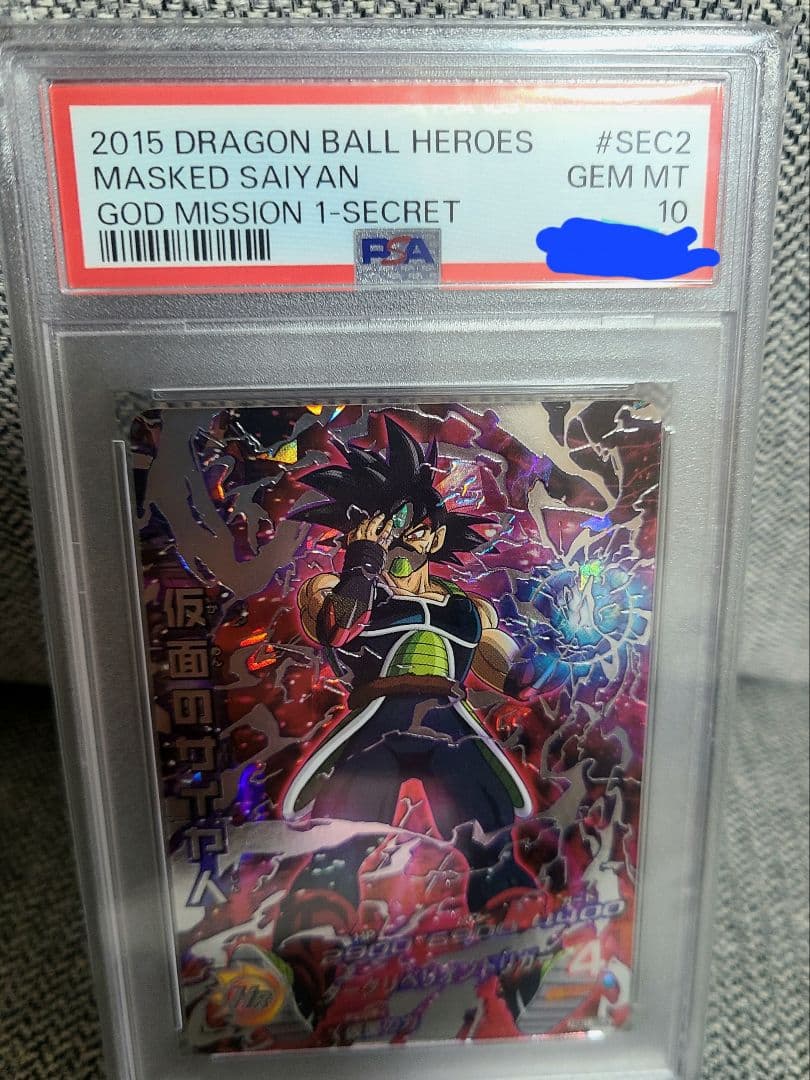 2015 DRAGON BALL HEROES #SEC2
MASKED SAIYAN GEM MT
GOD MISSION 1-SECRET 10
PSA
仮面のサイヤ人
4